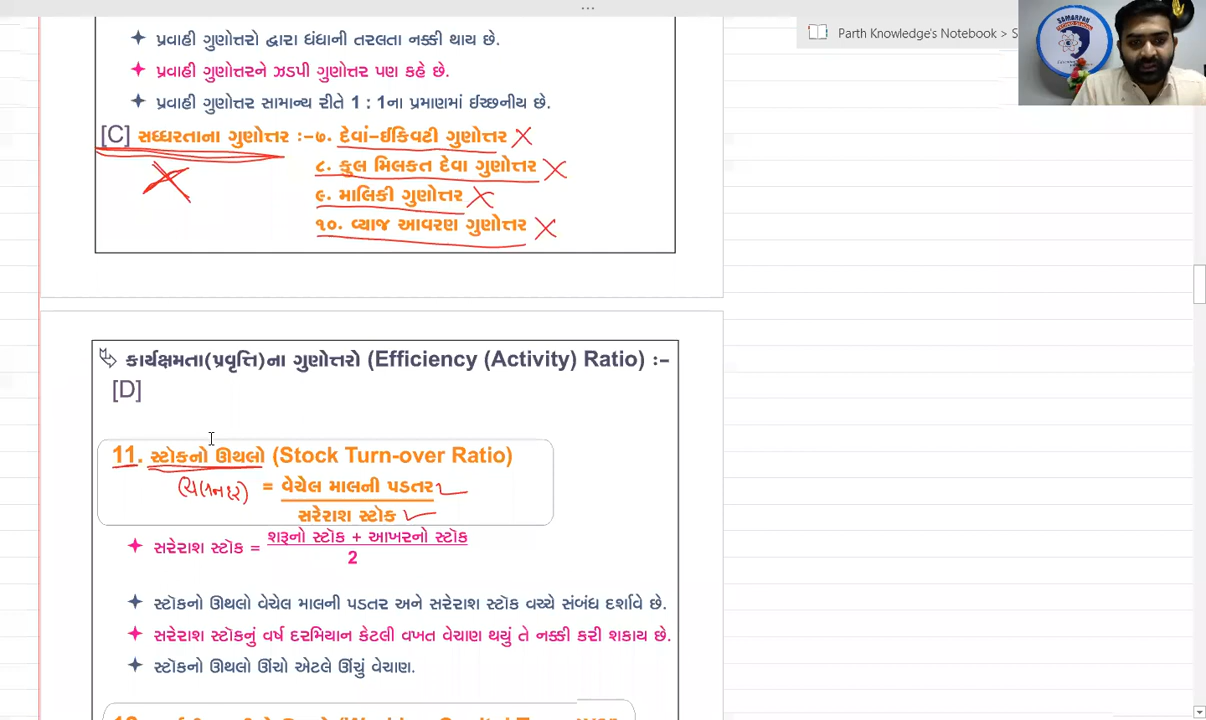 Parth Knowledge's Notebook > S
SAMARPAN
✦ પ્રવાહી ગુણોત્તરો દ્વારા ધંધાની તરલતા નક્કી થાય છે.
✦ પ્રવાહી ગુણોત્તરને ઝડપી ગુણોત્તર પણ કહે છે.
✦ પ્રવાહી ગુણોત્તર સામાન્ય રીતે 1 : 1ના પ્રમાણમાં ઈચ્છનીય છે.
[C] સધ્ધરતાના ગુણોત્તર :-૭. દેવાં-ઈક્વિટી ગુણોત્તર
૮. કુલ મિલકત દેવા ગુણોત્તર
૯. માલિકી ગુણોત્તર
૧૦. વ્યાજ આવરણ ગુણોત્તર
કાર્યક્ષમતા(પ્રવૃત્તિ)ના ગુણોત્તરો (Efficiency (Activity) Ratio) :-
[D]
11. સ્ટોકનો ઊથલો (Stock Turn-over Ratio)
(ચલનદર) = વેચેલ માલની પડતર
સરેરાશ સ્ટૉક
✦ સરેરાશ સ્ટૉક = શરૂનો સ્ટૉક + આખરનો સ્ટૉક
2
✦ સ્ટૉકનો ઊથલો વેચેલ માલની પડતર અને સરેરાશ સ્ટૉક વચ્ચે સંબંધ દર્શાવે છે.
✦ સરેરાશ સ્ટૉકનું વર્ષ દરમિયાન કેટલી વખત વેચાણ થયું તે નક્કી કરી શકાય છે.
✦ સ્ટૉકનો ઊથલો ઊંચો એટલે ઊંચું વેચાણ.